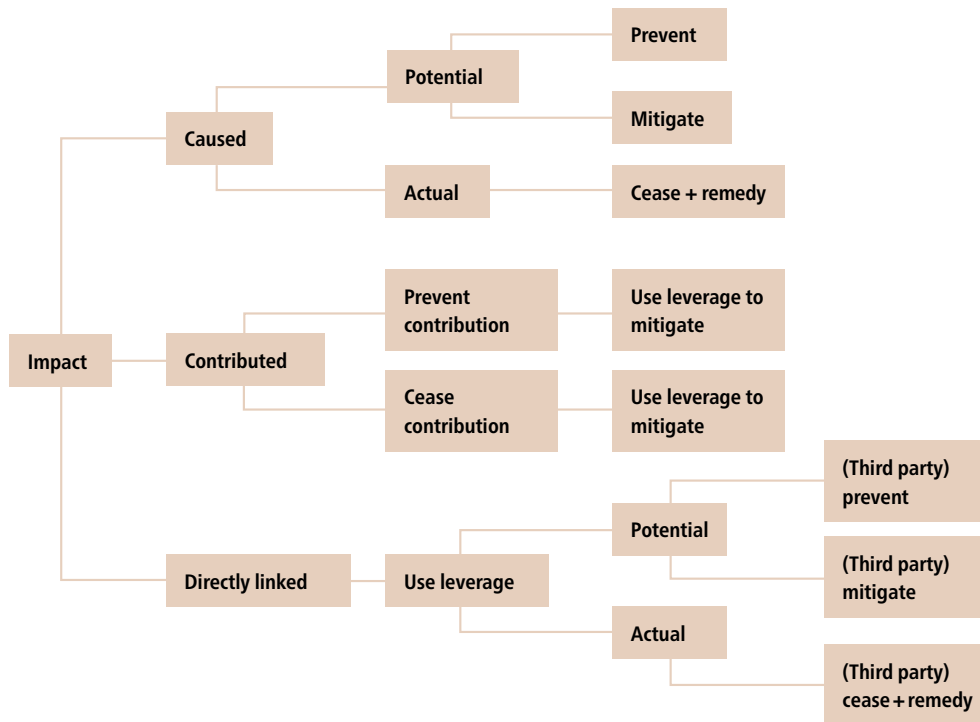 Prevent
Potential
Mitigate
Caused
Actual
Cease + remedy
Prevent
contribution
Use leverage to
mitigate
Impact
Contributed
Cease
contribution
Use leverage to
mitigate
(Third party)
prevent
Potential
(Third party)
mitigate
Directly linked
Use leverage
Actual
(Third party)
cease + remedy